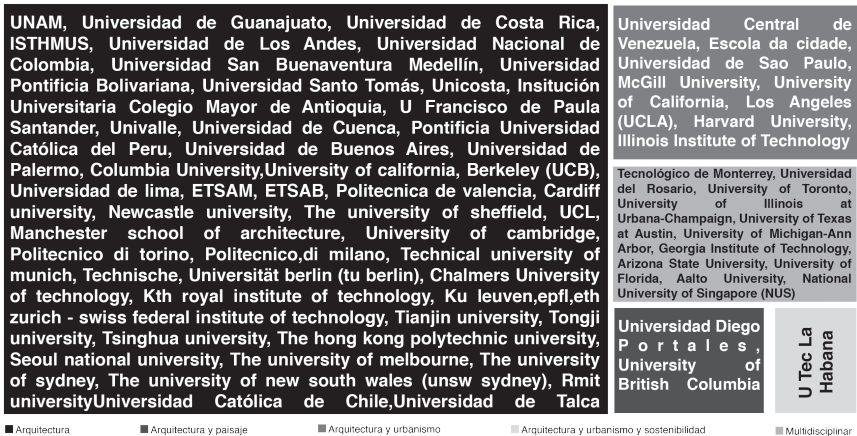 UNAM, Universidad de Guanajuato, Universidad de Costa Rica,
ISTHMUS, Universidad de Los Andes, Universidad Nacional de
Colombia, Universidad San Buenaventura Medellín, Universidad
Pontificia Bolivariana, Universidad Santo Tomás, Unicosta, Insitución
Universitaria Colegio Mayor de Antioquia, U Francisco de Paula
Santander, Univalle, Universidad de Cuenca, Pontificia Universidad
Católica del Peru, Universidad de Buenos Aires, Universidad de
Palermo, Columbia University,University of california, Berkeley (UCB),
Universidad de lima, ETSAM, ETSAB, Politecnica de valencia, Cardiff
university, Newcastle university, The university of sheffield, UCL,
Manchester school of architecture, University of cambridge,
Politecnico di torino, Politecnico,di milano, Technical university of
munich, Technische, Universität berlin (tu berlin), Chalmers University
of technology, Kth royal institute of technology, Ku leuven,epfl,eth
zurich - swiss federal institute of technology, Tianjin university, Tongji
university, Tsinghua university, The hong kong polytechnic university,
Seoul national university, The university of melbourne, The university
of sydney, The university of new south wales (unsw sydney), Rmit
universityUniversidad Católica de Chile,Universidad de Talca
Universidad Central de
Venezuela, Escola da cidade,
Universidad de Sao Paulo,
McGill University, University
of California, Los Angeles
(UCLA), Harvard University,
Illinois Institute of Technology
Tecnológico de Monterrey, Universidad
del Rosario, University of Toronto,
University of Illinois at
Urbana-Champaign, University of Texas
at Austin, University of Michigan-Ann
Arbor, Georgia Institute of Technology,
Arizona State University, University of
Florida, Aalto University, National
University of Singapore (NUS)
Universidad Diego
Portales,
University of
British Columbia
U Tec La
Habana
Arquitectura
Arquitectura y paisaje
Arquitectura y urbanismo
Arquitectura y urbanismo y sostenibilidad
Multidisciplinar